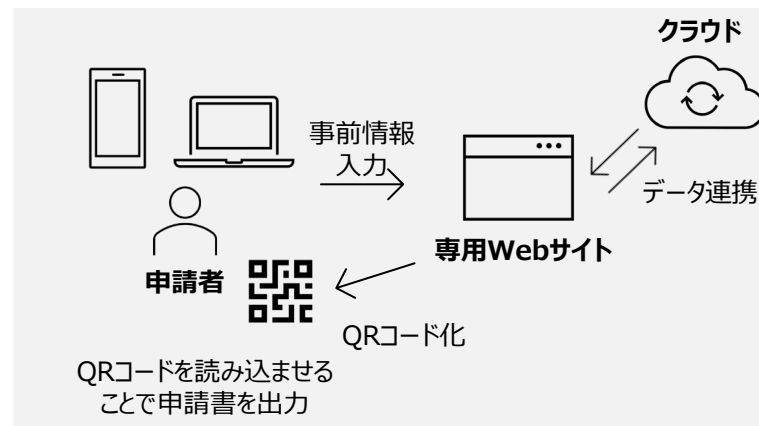 クラウド
事前情報
入力
データ連携
専用Webサイト
申請者
QRコード化
QRコードを読み込ませる
ことで申請書を出力